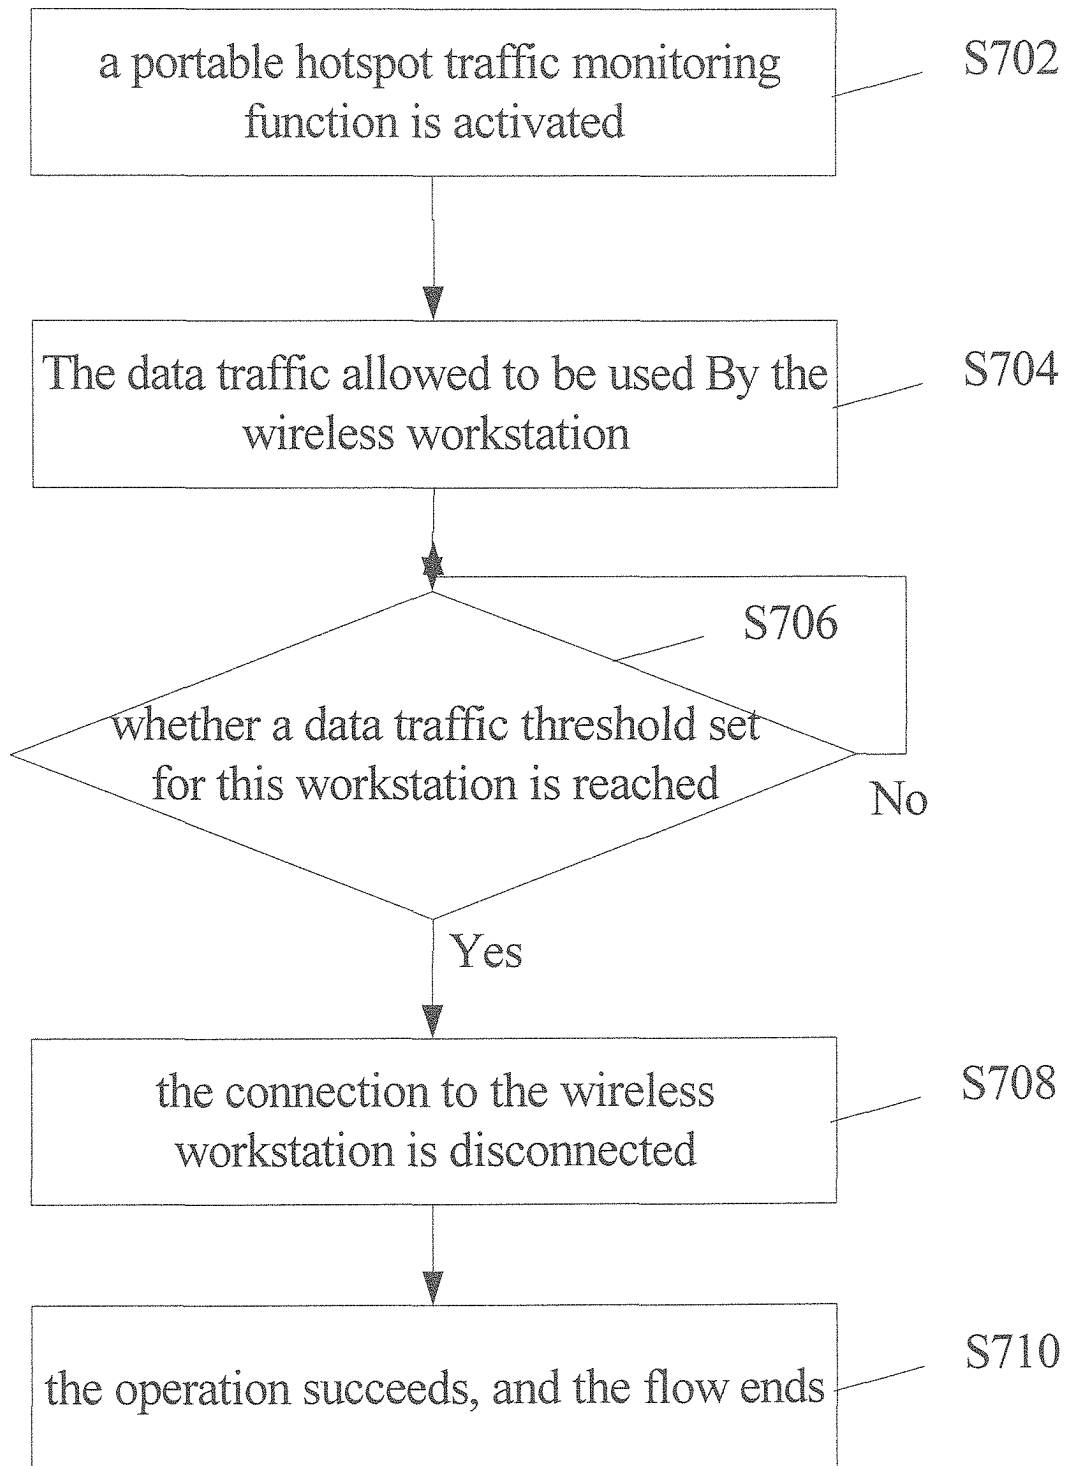 a portable hotspot traffic monitoring
function is activated
S702
The data traffic allowed to be used By the
wireless workstation
S704
S706
whether a data traffic threshold set
for this workstation is reached
No
Yes
the connection to the wireless
workstation is disconnected
S708
the operation succeeds, and the flow ends
S710